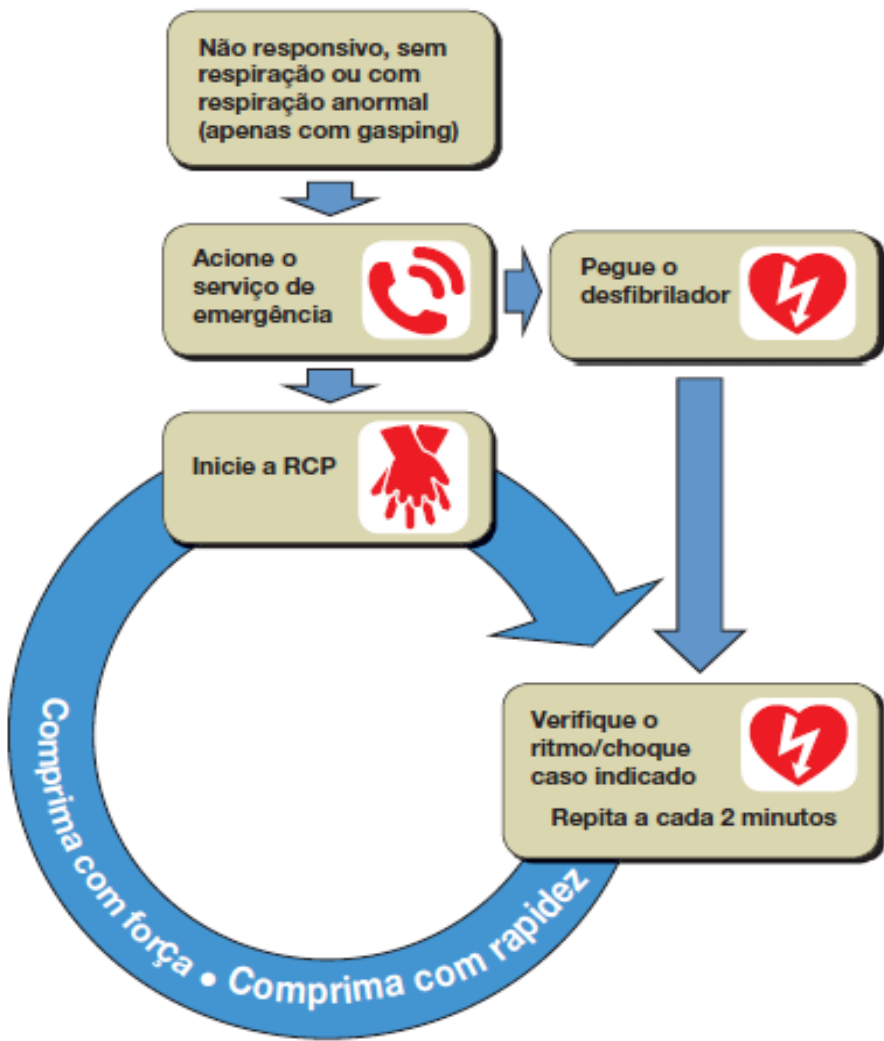 Não responsivo, sem
respiração ou com
respiração anormal
(apenas com gasping)
Acione o
serviço de
emergência
Pegue o
desfibrilador
Inicie a RCP
Verifique o
ritmo/choque
caso indicado
Repita a cada 2 minutos
Comprima com força • Comprima com rapidez